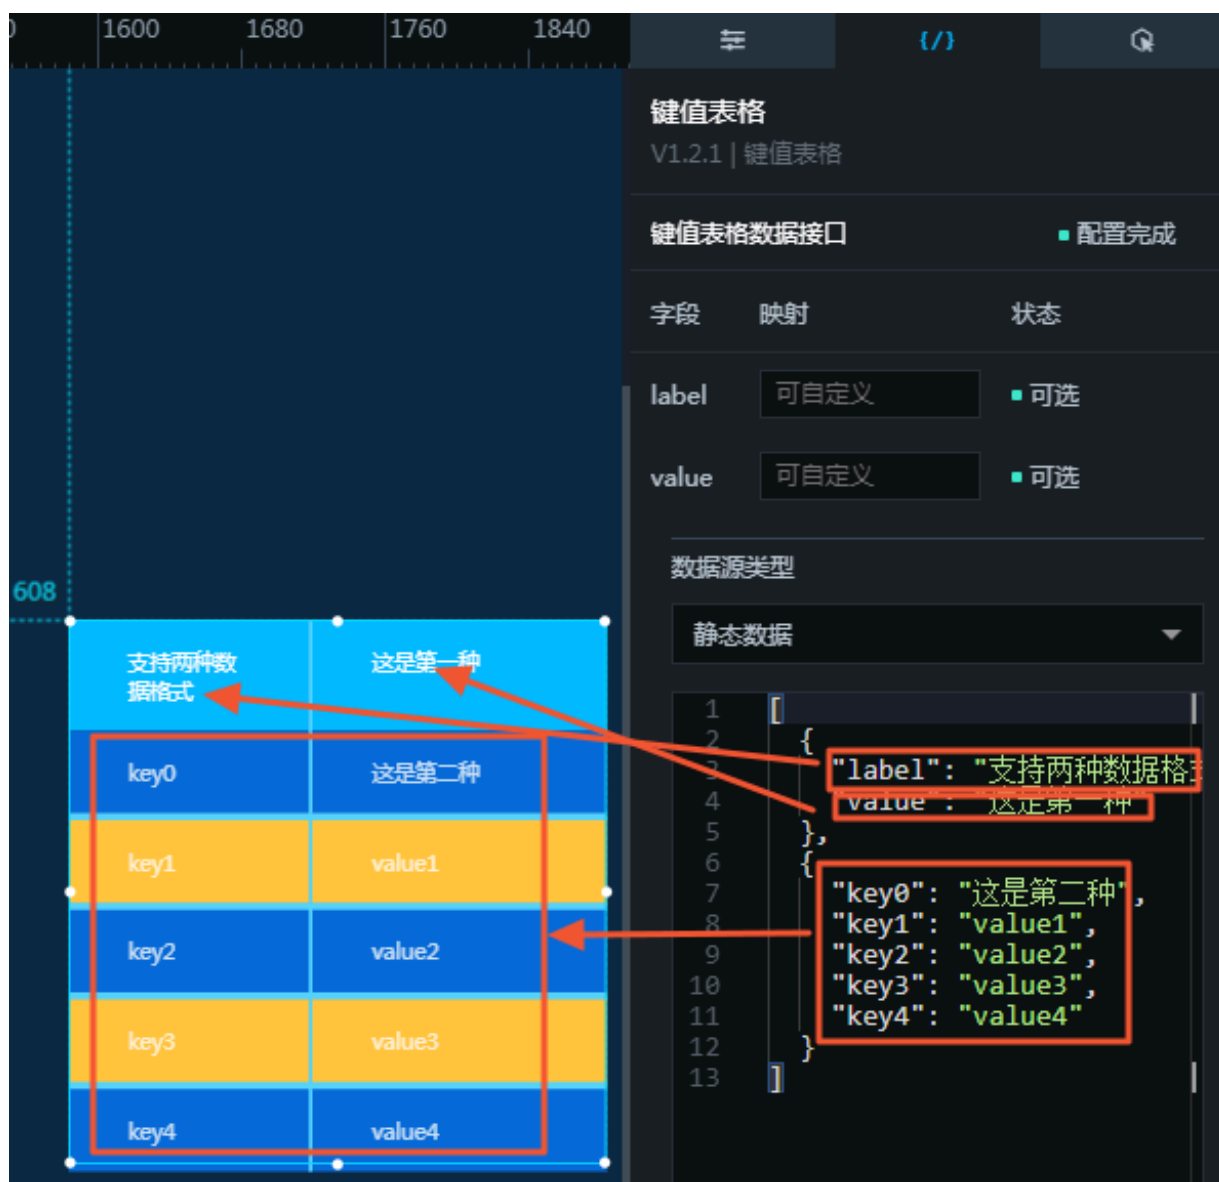 1600 1680 1760 1840
{/}
键值表格
V1.2.1 | 键值表格
键值表格数据接口 配置完成
字段 映射 状态
label 可自定义 可选
value 可自定义 可选
数据源类型
静态数据
608
支持两种数
据格式
这是第一种
key0 这是第二种
key1 value1
key2 value2
key3 value3
key4 value4
1 [
2 {
3 "label": "支持两种数据格
4 "value": "这是第一种"
5 },
6 {
7 "key0": "这是第二种",
8 "key1": "value1",
9 "key2": "value2",
10 "key3": "value3",
11 "key4": "value4"
12 }
13 ]